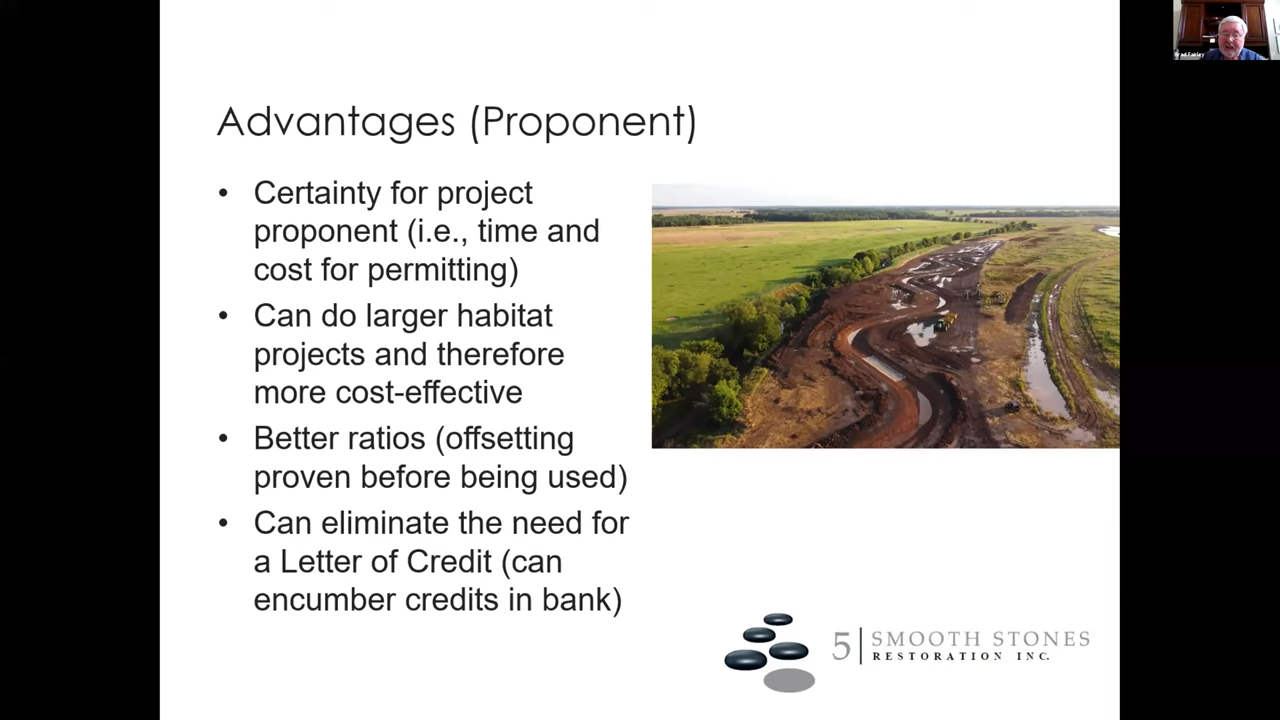 Advantages (Proponent)
• Certainty for project
proponent (i.e., time and
cost for permitting)
• Can do larger habitat
projects and therefore
more cost-effective
• Better ratios (offsetting
proven before being used)
• Can eliminate the need for
a Letter of Credit (can
encumber credits in bank)
5 | SMOOTH STONES
RESTORATION INC.
Brad Fairley